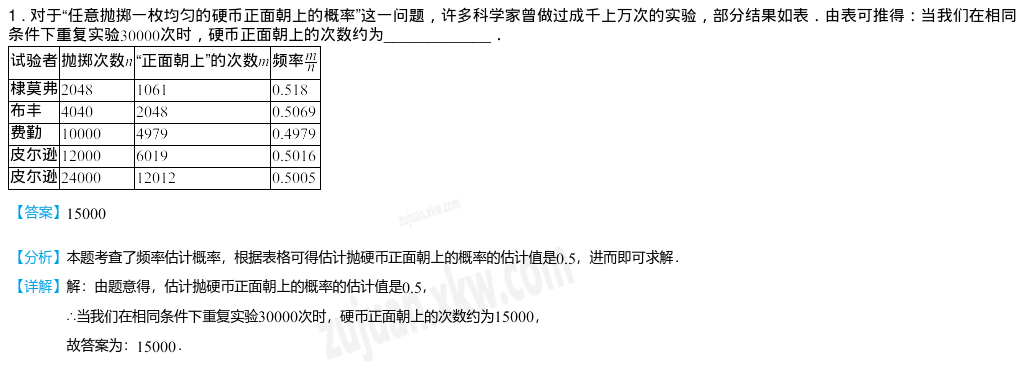 1．对于“任意抛掷一枚均匀的硬币正面朝上的概率”这一问题，许多科学家曾做过成千上万次的实验，部分结果如表．由表可推得：当我们在相同
条件下重复实验30000次时，硬币正面朝上的次数约为______________．
试验者 抛掷次数n “正面朝上”的次数m 频率m/n
棣莫弗 2048 1061 0.518
布丰 4040 2048 0.5069
费勤 10000 4979 0.4979
皮尔逊 12000 6019 0.5016
皮尔逊 24000 12012 0.5005
【答案】15000
zujuan.xkw.com
【分析】本题考查了频率估计概率，根据表格可得估计抛硬币正面朝上的概率的估计值是0.5，进而即可求解．
【详解】解：由题意得，估计抛硬币正面朝上的概率的估计值是0.5，
∴当我们在相同条件下重复实验30000次时，硬币正面朝上的次数约为15000，
故答案为：15000．
zujuan.xkw.com